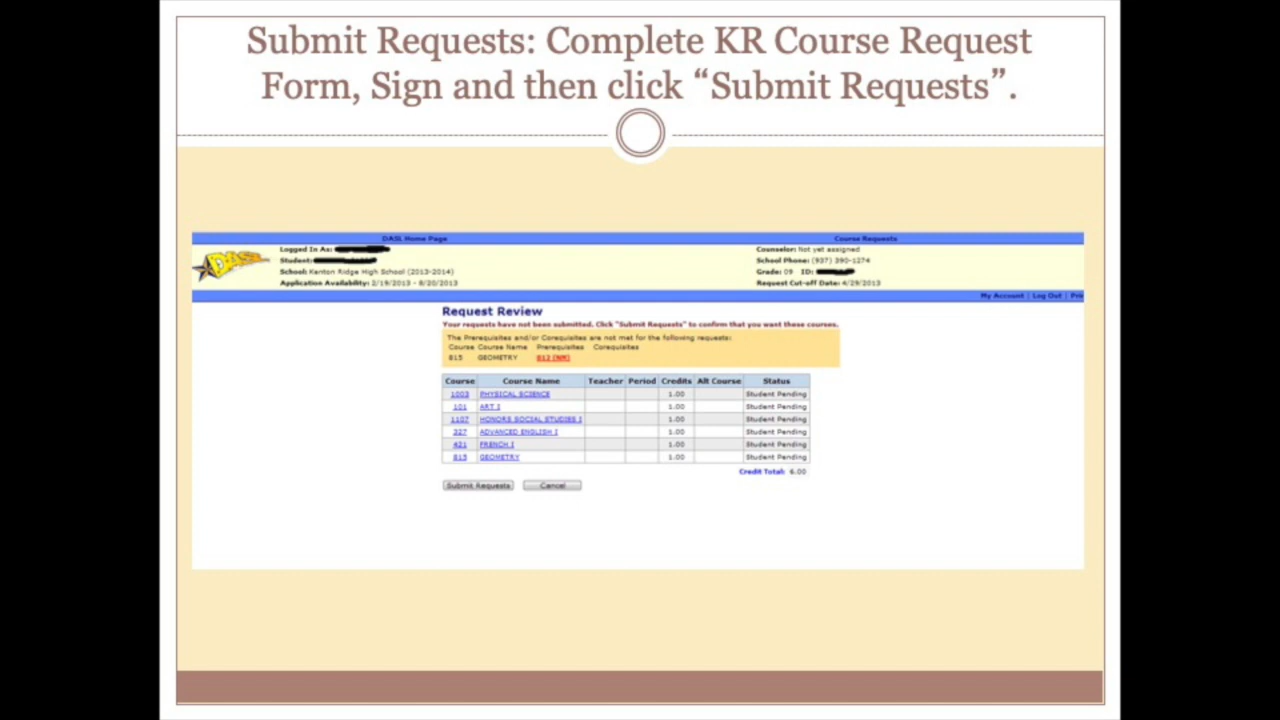 Submit Requests: Complete KR Course Request
Form, Sign and then click “Submit Requests”.
DASL Home Page Course Requests
DASL
Logged In As: Counselor: Not yet assigned
Student: School Phone: (937) 390-1274
School: Kenton Ridge High School (2013-2014) Grade: 09 ID:
Application Availability: 2/19/2013 - 8/20/2013 Request Cut-off Date: 4/29/2013
My Account | Log Out | Pri
Request Review
Your requests have not been submitted. Click "Submit Requests" to confirm that you want these courses.
The Prerequisites and/or Corequisites are not met for the following requests:
Course Course Name Prerequisites Corequisites
815 GEOMETRY 812 [NR]
Course Course Name Teacher Period Credits Alt Course Status
1003 PHYSICAL SCIENCE 1.00 Student Pending
101 ART I 1.00 Student Pending
1107 HONORS SOCIAL STUDIES I 1.00 Student Pending
327 ADVANCED ENGLISH I 1.00 Student Pending
421 FRENCH I 1.00 Student Pending
815 GEOMETRY 1.00 Student Pending
Credit Total: 6.00
Submit Requests Cancel